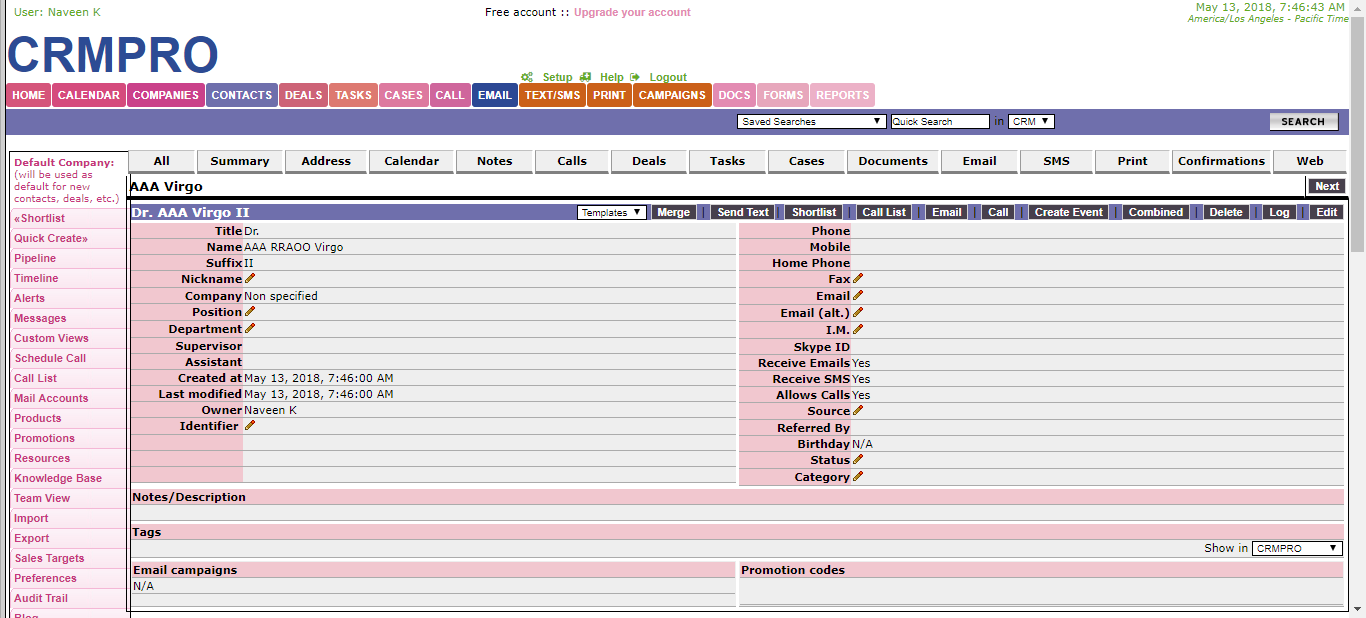 User: Naveen K
Free account :: Upgrade your account
May 13, 2018, 7:46:43 AM
America/Los Angeles - Pacific Time
CRMPRO
Setup Help Logout
HOME CALENDAR COMPANIES CONTACTS DEALS TASKS CASES CALL EMAIL TEXT/SMS PRINT CAMPAIGNS DOCS FORMS REPORTS
Saved Searches Quick Search in CRM SEARCH
Default Company:
(will be used as
default for new
contacts, deals, etc.)
«Shortlist
Quick Create»
Pipeline
Timeline
Alerts
Messages
Custom Views
Schedule Call
Call List
Mail Accounts
Products
Promotions
Resources
Knowledge Base
Team View
Import
Export
Sales Targets
Preferences
Audit Trail
Blog
All Summary Address Calendar Notes Calls Deals Tasks Cases Documents Email SMS Print Confirmations Web
AAA Virgo Next
Dr. AAA Virgo II Templates Merge | Send Text | Shortlist | Call List | Email | Call | Create Event | Combined | Delete | Log | Edit
Title Dr.
Name AAA RRAOO Virgo
Suffix II
Nickname
Company Non specified
Position
Department
Supervisor
Assistant
Created at May 13, 2018, 7:46:00 AM
Last modified May 13, 2018, 7:46:00 AM
Owner Naveen K
Identifier
Phone
Mobile
Home Phone
Fax
Email
Email (alt.)
I.M.
Skype ID
Receive Emails Yes
Receive SMS Yes
Allows Calls Yes
Source
Referred By
Birthday N/A
Status
Category
Notes/Description
Tags
Show in CRMPRO
Email campaigns
N/A
Promotion codes